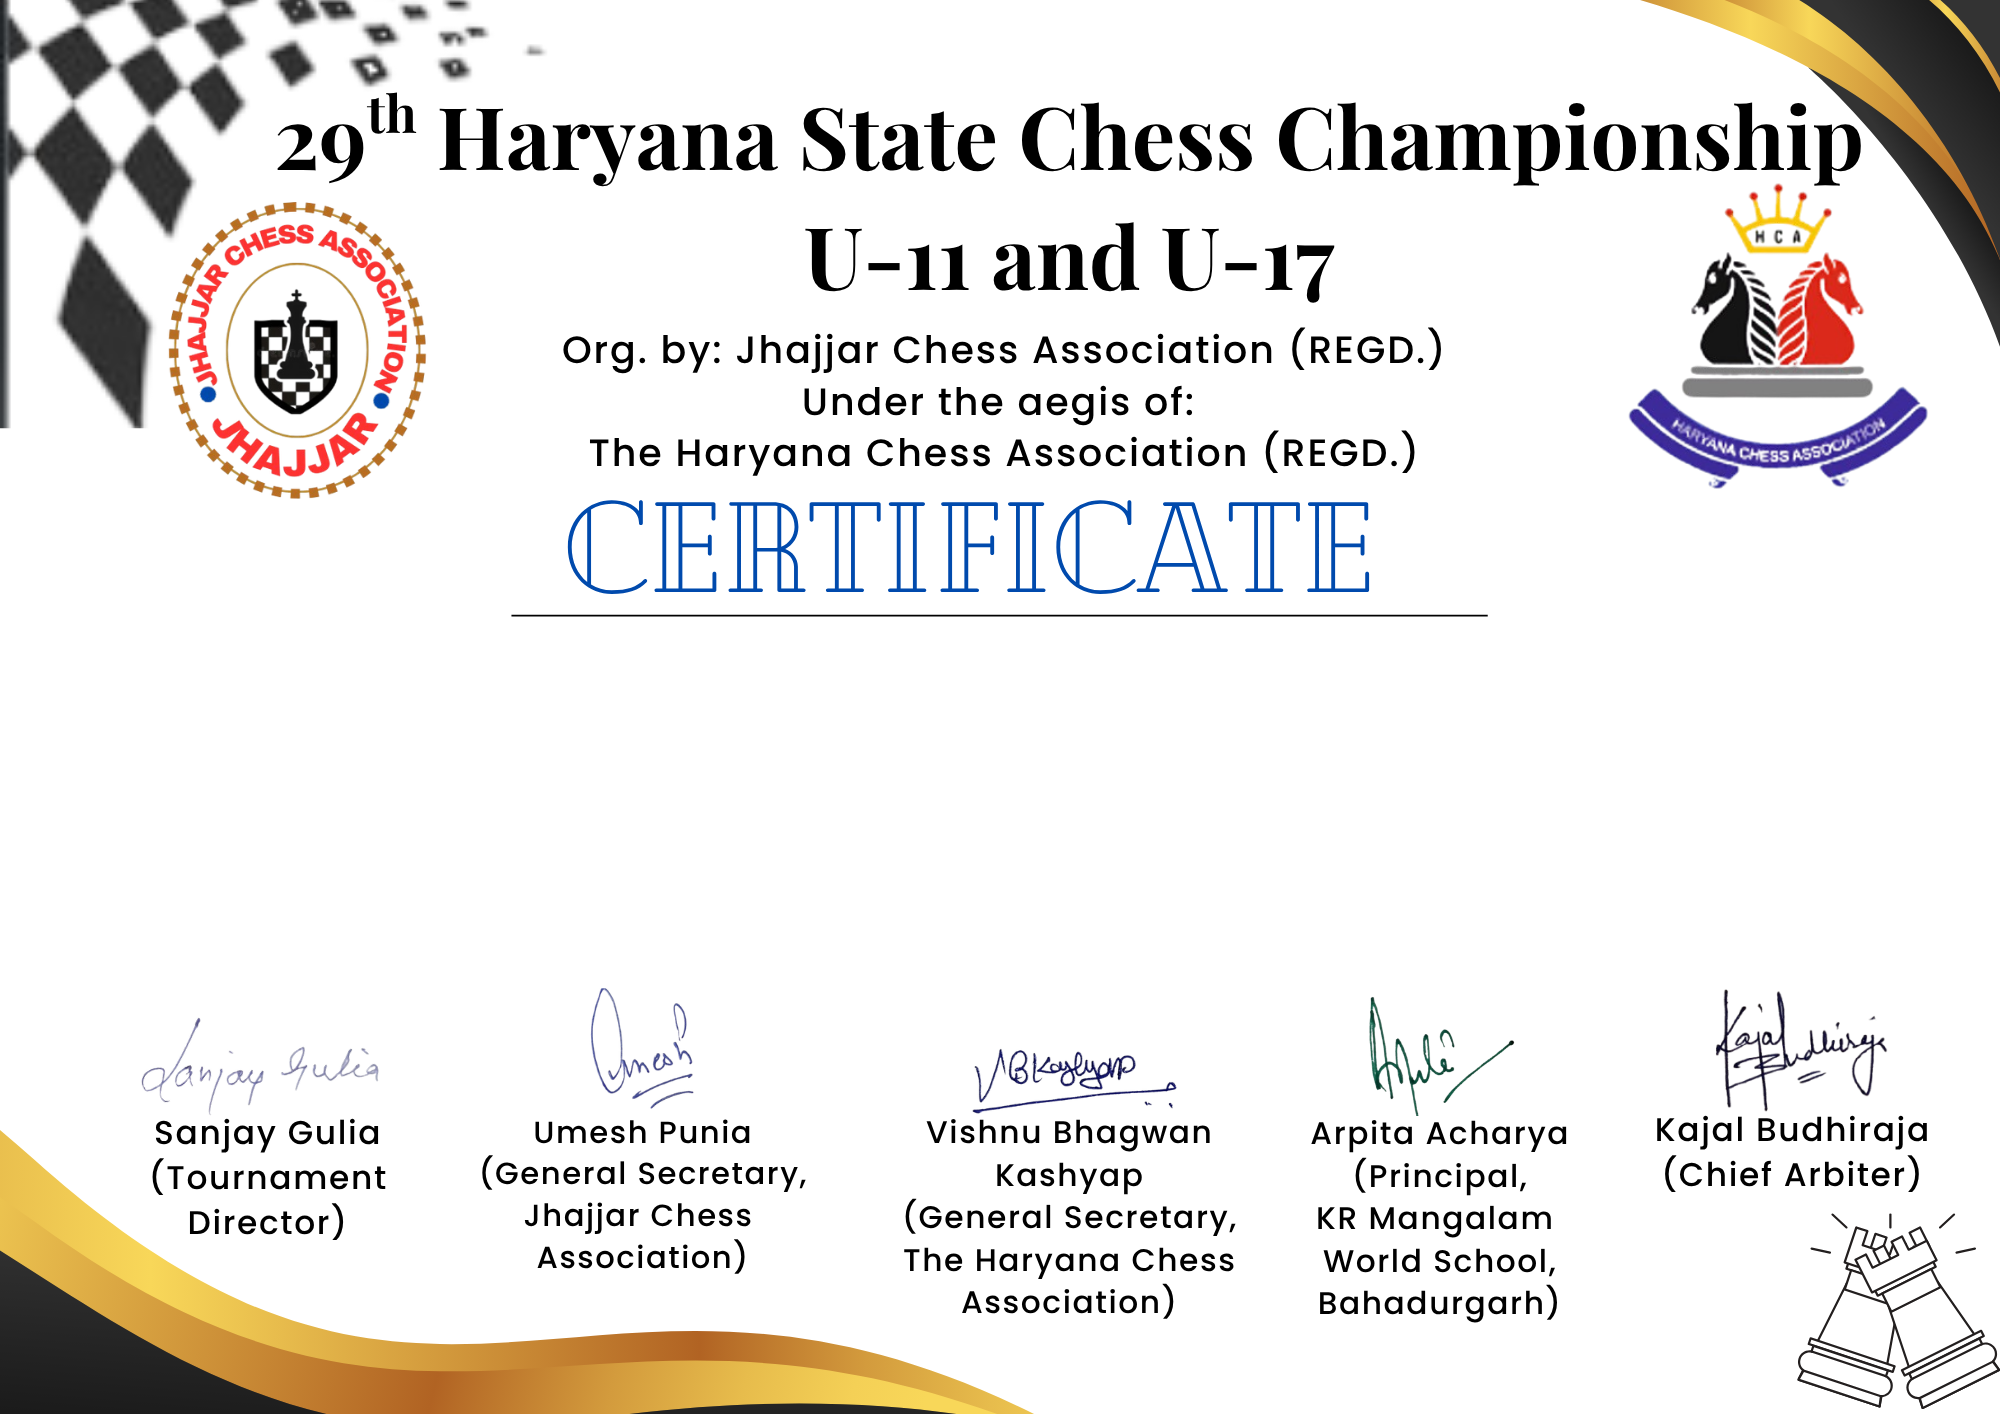 29th Haryana State Chess Championship
U-11 and U-17
JHAJJAR CHESS ASSOCIATION
JHAJJAR
HCA
HARYANA CHESS ASSOCIATION
Org. by: Jhajjar Chess Association (REGD.)
Under the aegis of:
The Haryana Chess Association (REGD.)
CERTIFICATE
Sanjay Gulia
Umesh
VBKashyap
Kajal
Budhiraja
Sanjay Gulia
(Tournament
Director)
Umesh Punia
(General Secretary,
Jhajjar Chess
Association)
Vishnu Bhagwan
Kashyap
(General Secretary,
The Haryana Chess
Association)
Arpita Acharya
(Principal,
KR Mangalam
World School,
Bahadurgarh)
Kajal Budhiraja
(Chief Arbiter)